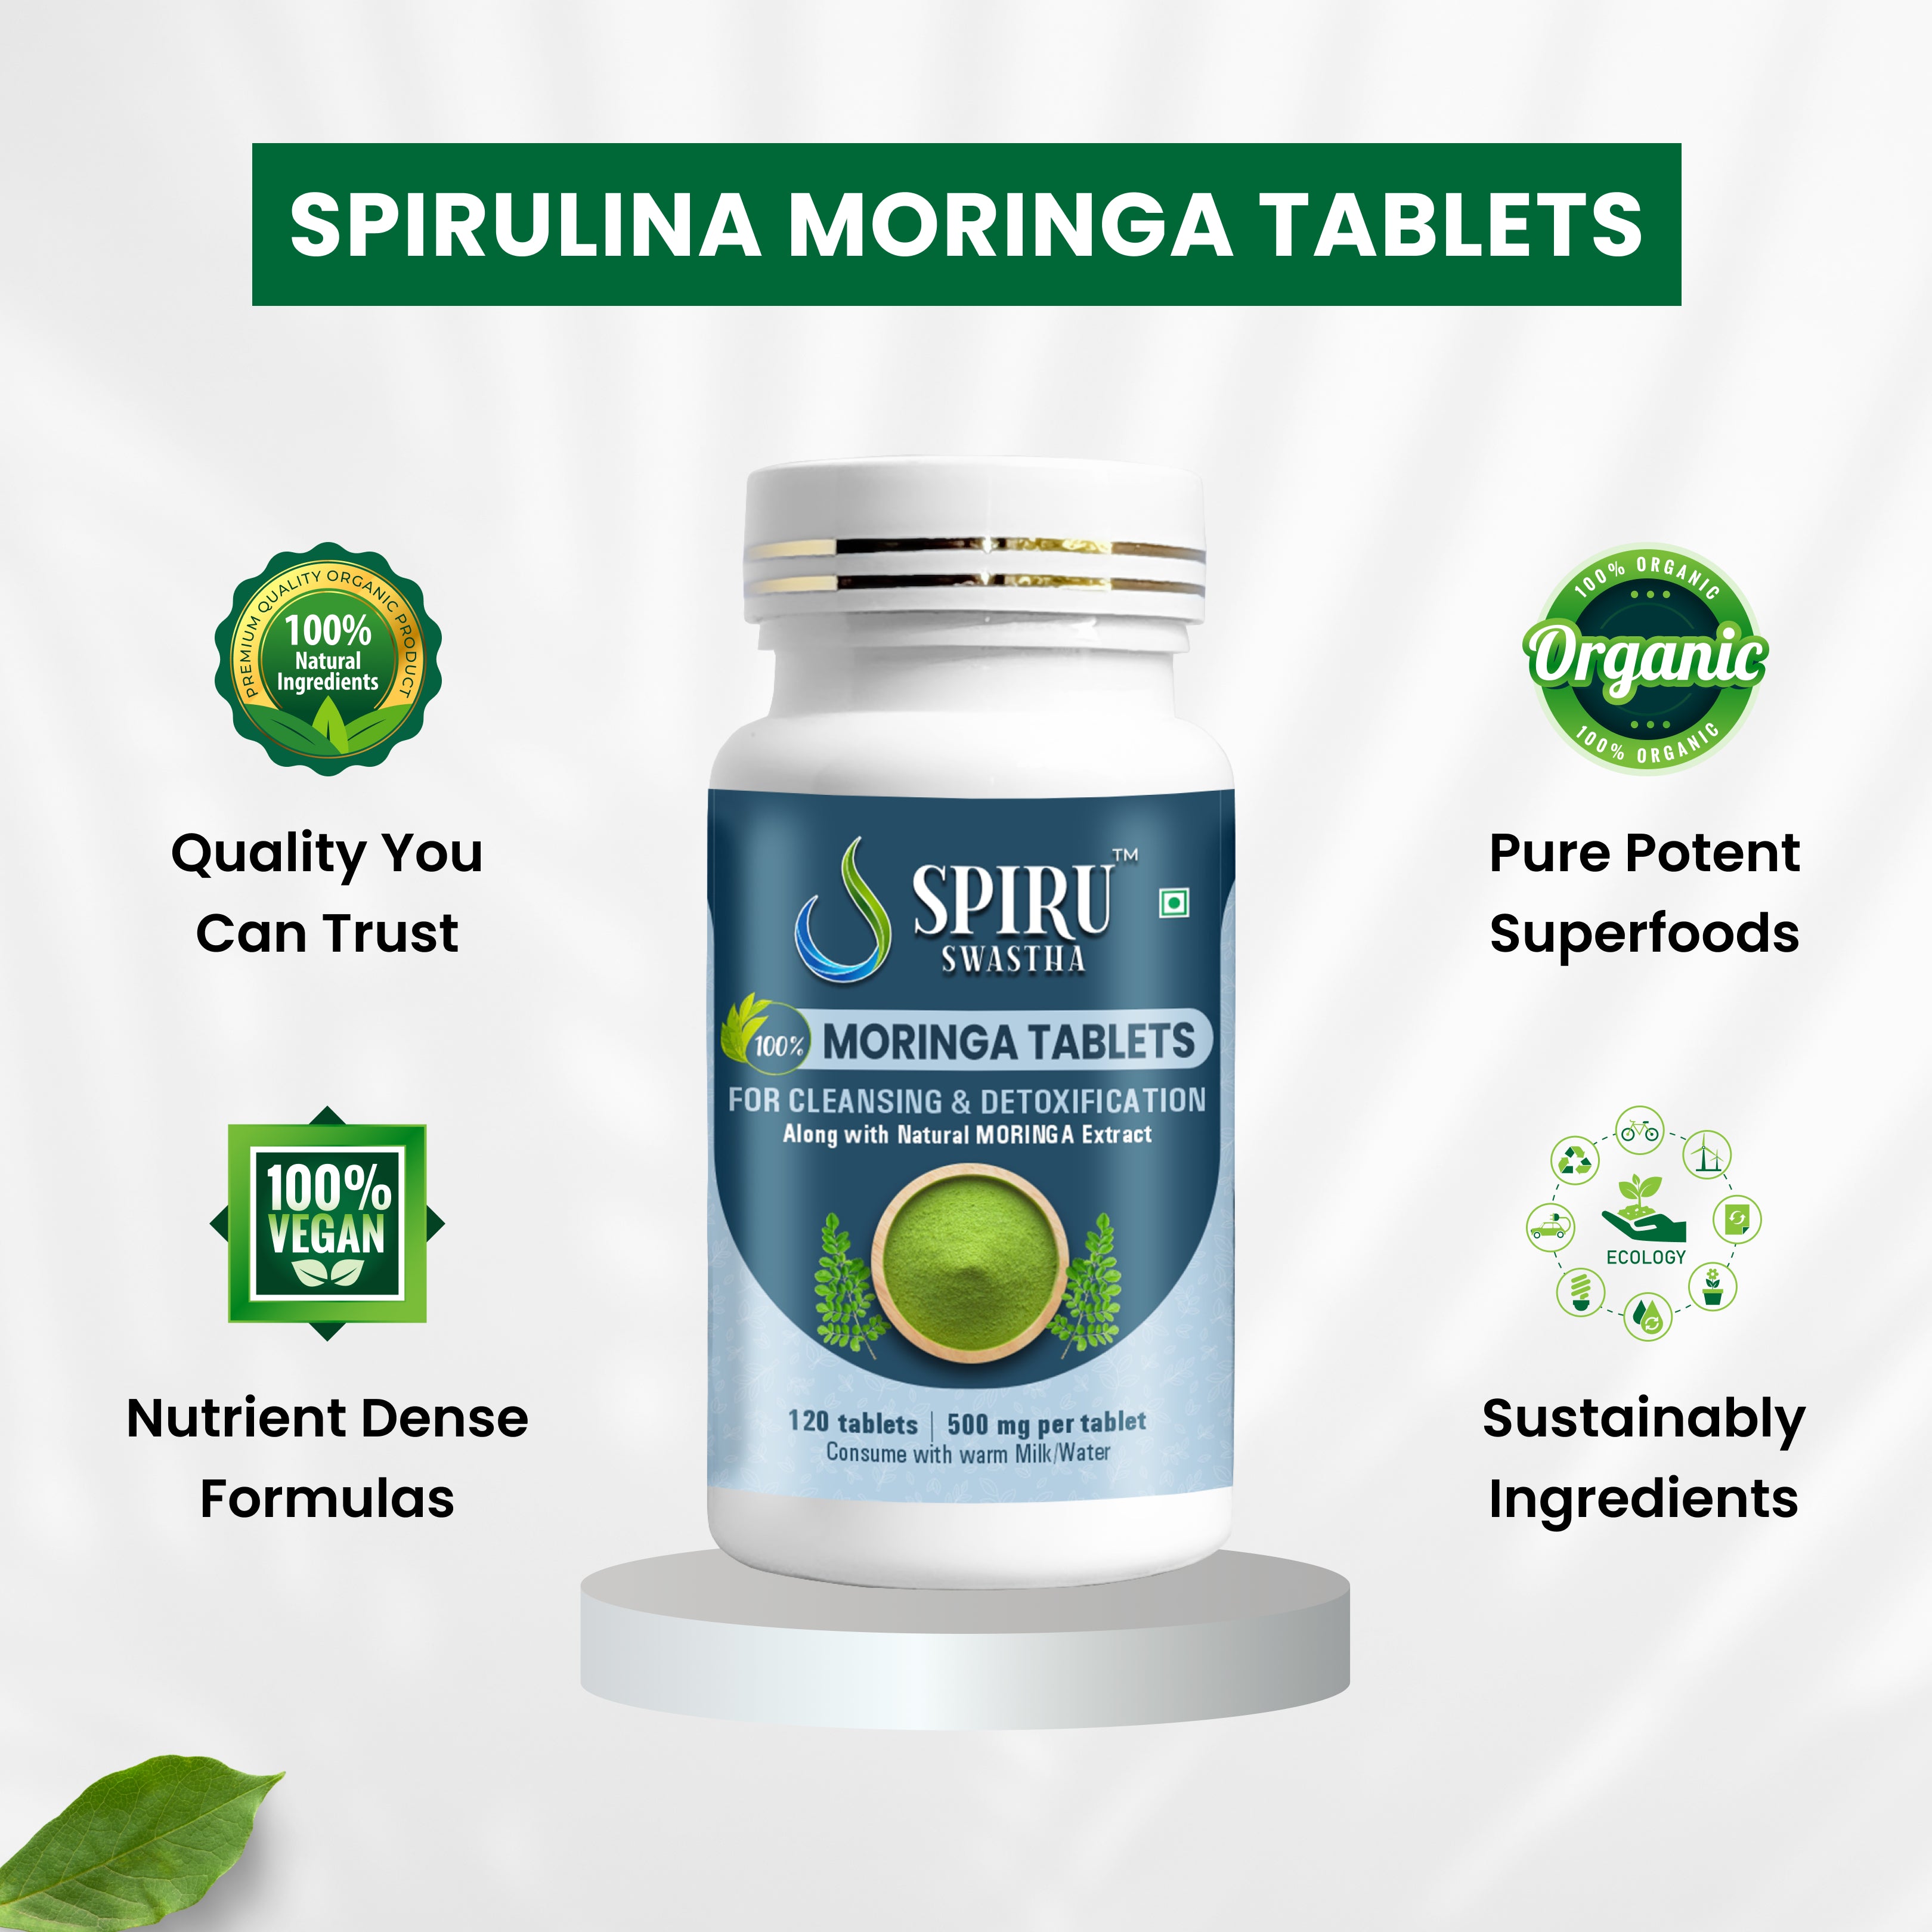 SPIRULINA MORINGA TABLETS
PREMIUM QUALITY ORGANIC PRODUCT
100%
Natural
Ingredients
Quality You
Can Trust
100% ORGANIC
Organic
100% ORGANIC
Pure Potent
Superfoods
SPIRU™
SWASTHA
100% MORINGA TABLETS
FOR CLEANSING & DETOXIFICATION
Along with Natural MORINGA Extract
120 tablets | 500 mg per tablet
Consume with warm Milk/Water
100%
VEGAN
Nutrient Dense
Formulas
ECOLOGY
Sustainably
Ingredients